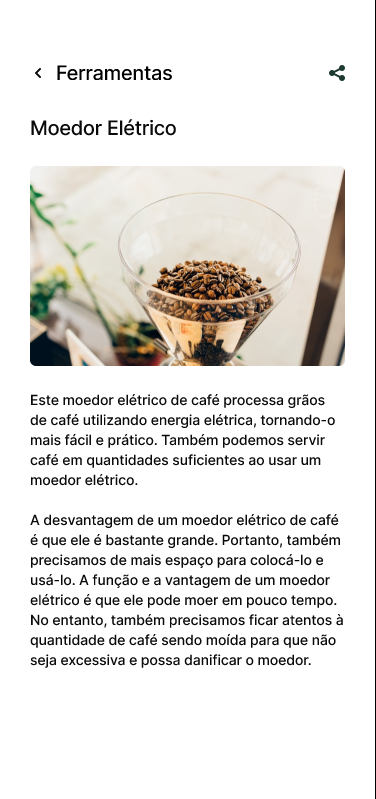 Ferramentas
Moedor Elétrico
Este moedor elétrico de café processa grãos
de café utilizando energia elétrica, tornando-o
mais fácil e prático. Também podemos servir
café em quantidades suficientes ao usar um
moedor elétrico.
A desvantagem de um moedor elétrico de café
é que ele é bastante grande. Portanto, também
precisamos de mais espaço para colocá-lo e
usá-lo. A função e a vantagem de um moedor
elétrico é que ele pode moer em pouco tempo.
No entanto, também precisamos ficar atentos à
quantidade de café sendo moída para que não
seja excessiva e possa danificar o moedor.